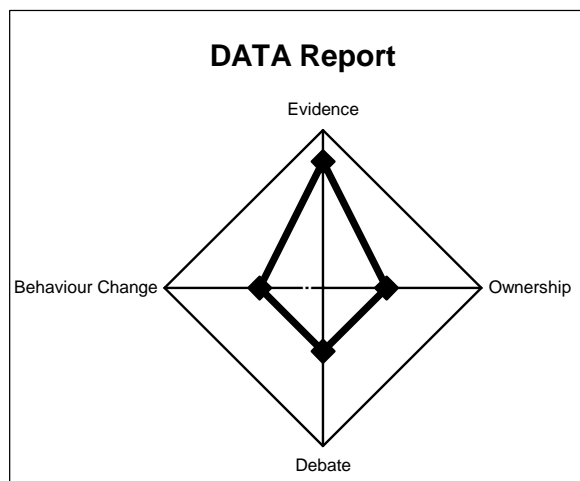 DATA Report
Evidence
Behaviour Change
Ownership
Debate